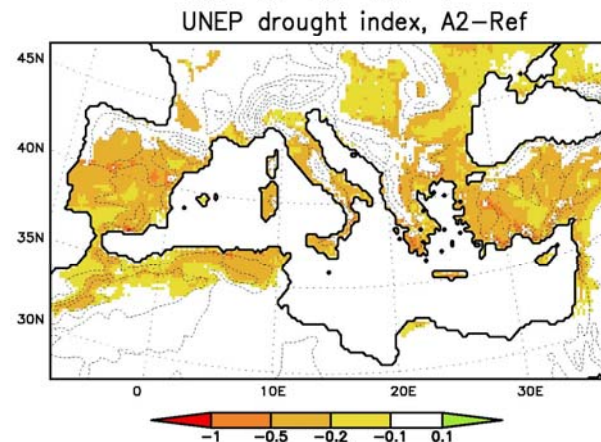 UNEP drought index, A2-Ref
45N
40N
35N
30N
0 10E 20E 30E
-1 -0.5 -0.2 -0.1 0.1